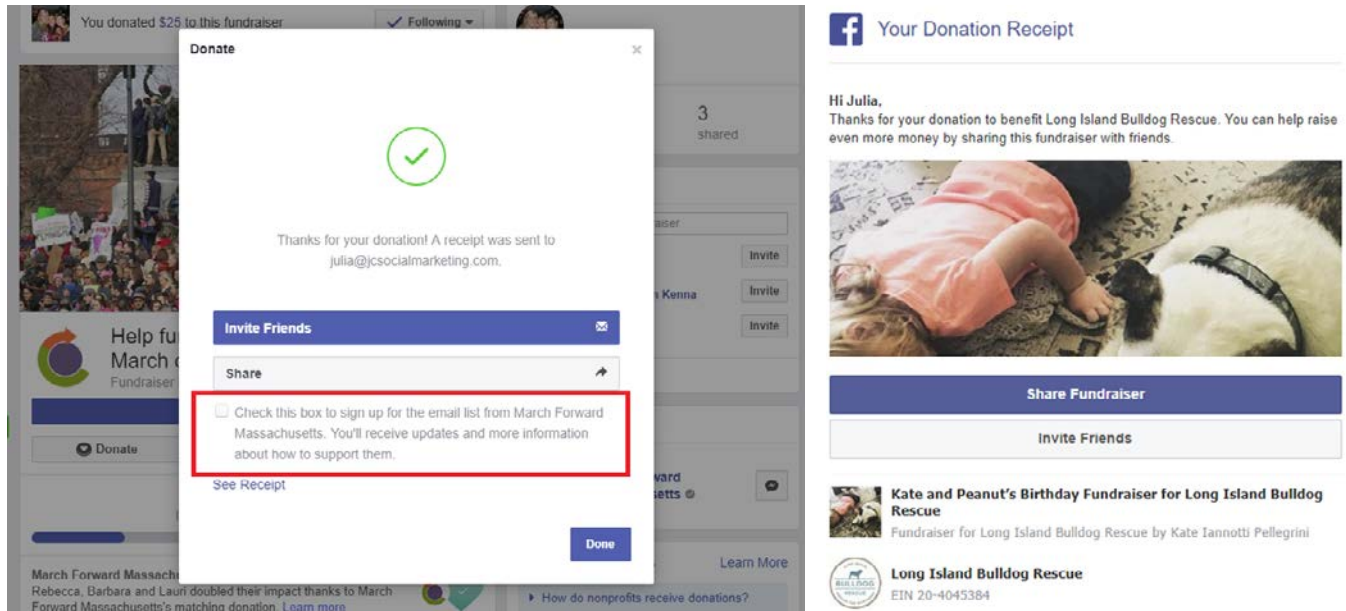 You donated $25 to this fundraiser
Following
Donate
3
shared
Thanks for your donation! A receipt was sent to
julia@jcsocialmarketing.com.
Invite
Kenna
Invite
Invite
Invite Friends
Share
Help fu
March
Fundraiser
Check this box to sign up for the email list from March Forward
Massachusetts. You'll receive updates and more information
about how to support them.
Donate
See Receipt
Done
Learn More
March Forward Massach
Rebecca, Barbara and Lauri doubled their impact thanks to March
Forward Massachusetts's matching donation. Learn more
How do nonprofits receive donations?
Your Donation Receipt
Hi Julia,
Thanks for your donation to benefit Long Island Bulldog Rescue. You can help raise
even more money by sharing this fundraiser with friends.
Share Fundraiser
Invite Friends
Kate and Peanut's Birthday Fundraiser for Long Island Bulldog
Rescue
Fundraiser for Long Island Bulldog Rescue by Kate Iannotti Pellegrini
BULLDOG
RESCUE
Long Island Bulldog Rescue
EIN 20-4045384